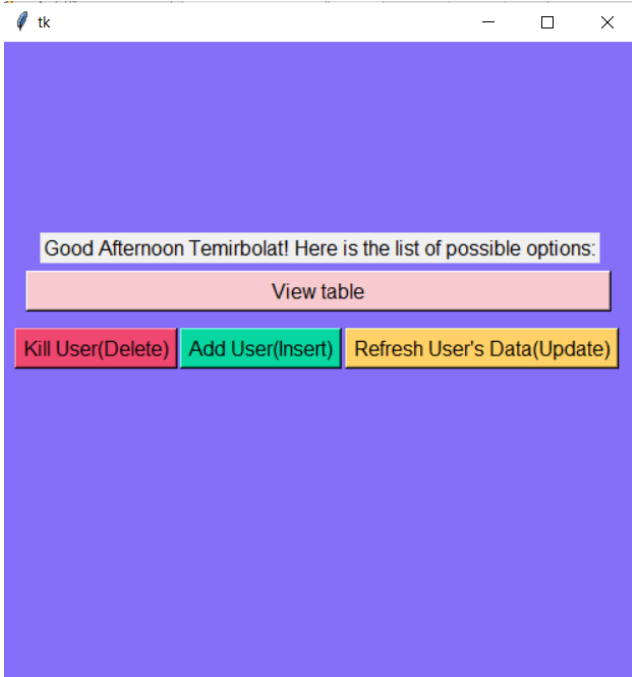 tk
Good Afternoon Temirbolat! Here is the list of possible options:
View table
Kill User(Delete) Add User(Insert) Refresh User's Data(Update)